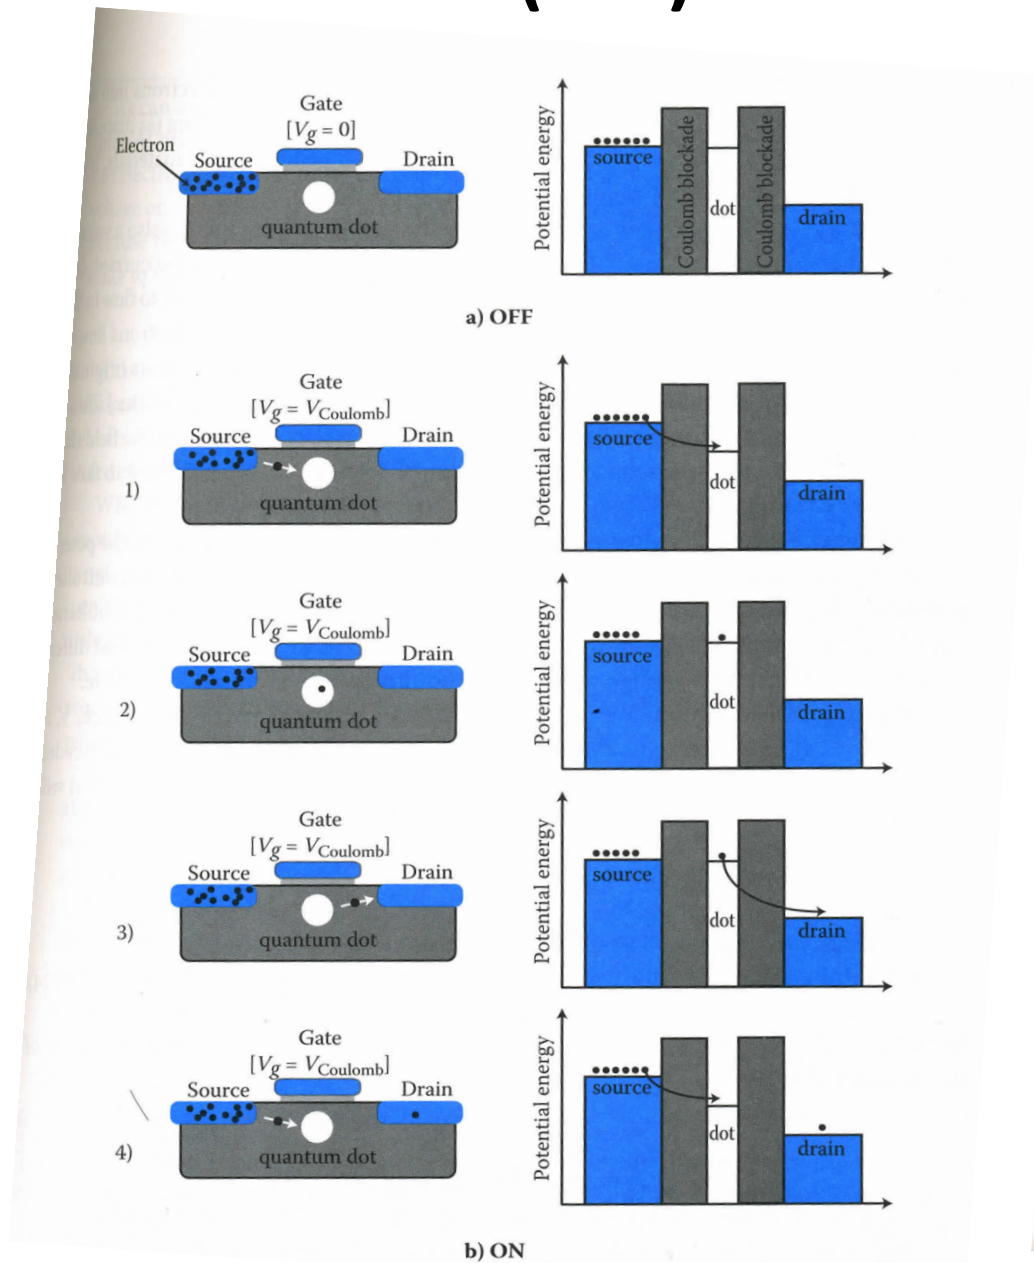 Gate
[Vg = 0]
Electron
Source
Drain
quantum dot
Potential energy
source
Coulomb blockade
dot
Coulomb blockade
drain
a) OFF
Gate
[Vg = VCoulomb]
Source
Drain
1)
quantum dot
Potential energy
source
dot
drain
Gate
[Vg = VCoulomb]
Source
Drain
2)
quantum dot
Potential energy
source
dot
drain
Gate
[Vg = VCoulomb]
Source
Drain
3)
quantum dot
Potential energy
source
dot
drain
Gate
[Vg = VCoulomb]
Source
Drain
4)
quantum dot
Potential energy
source
dot
drain
b) ON